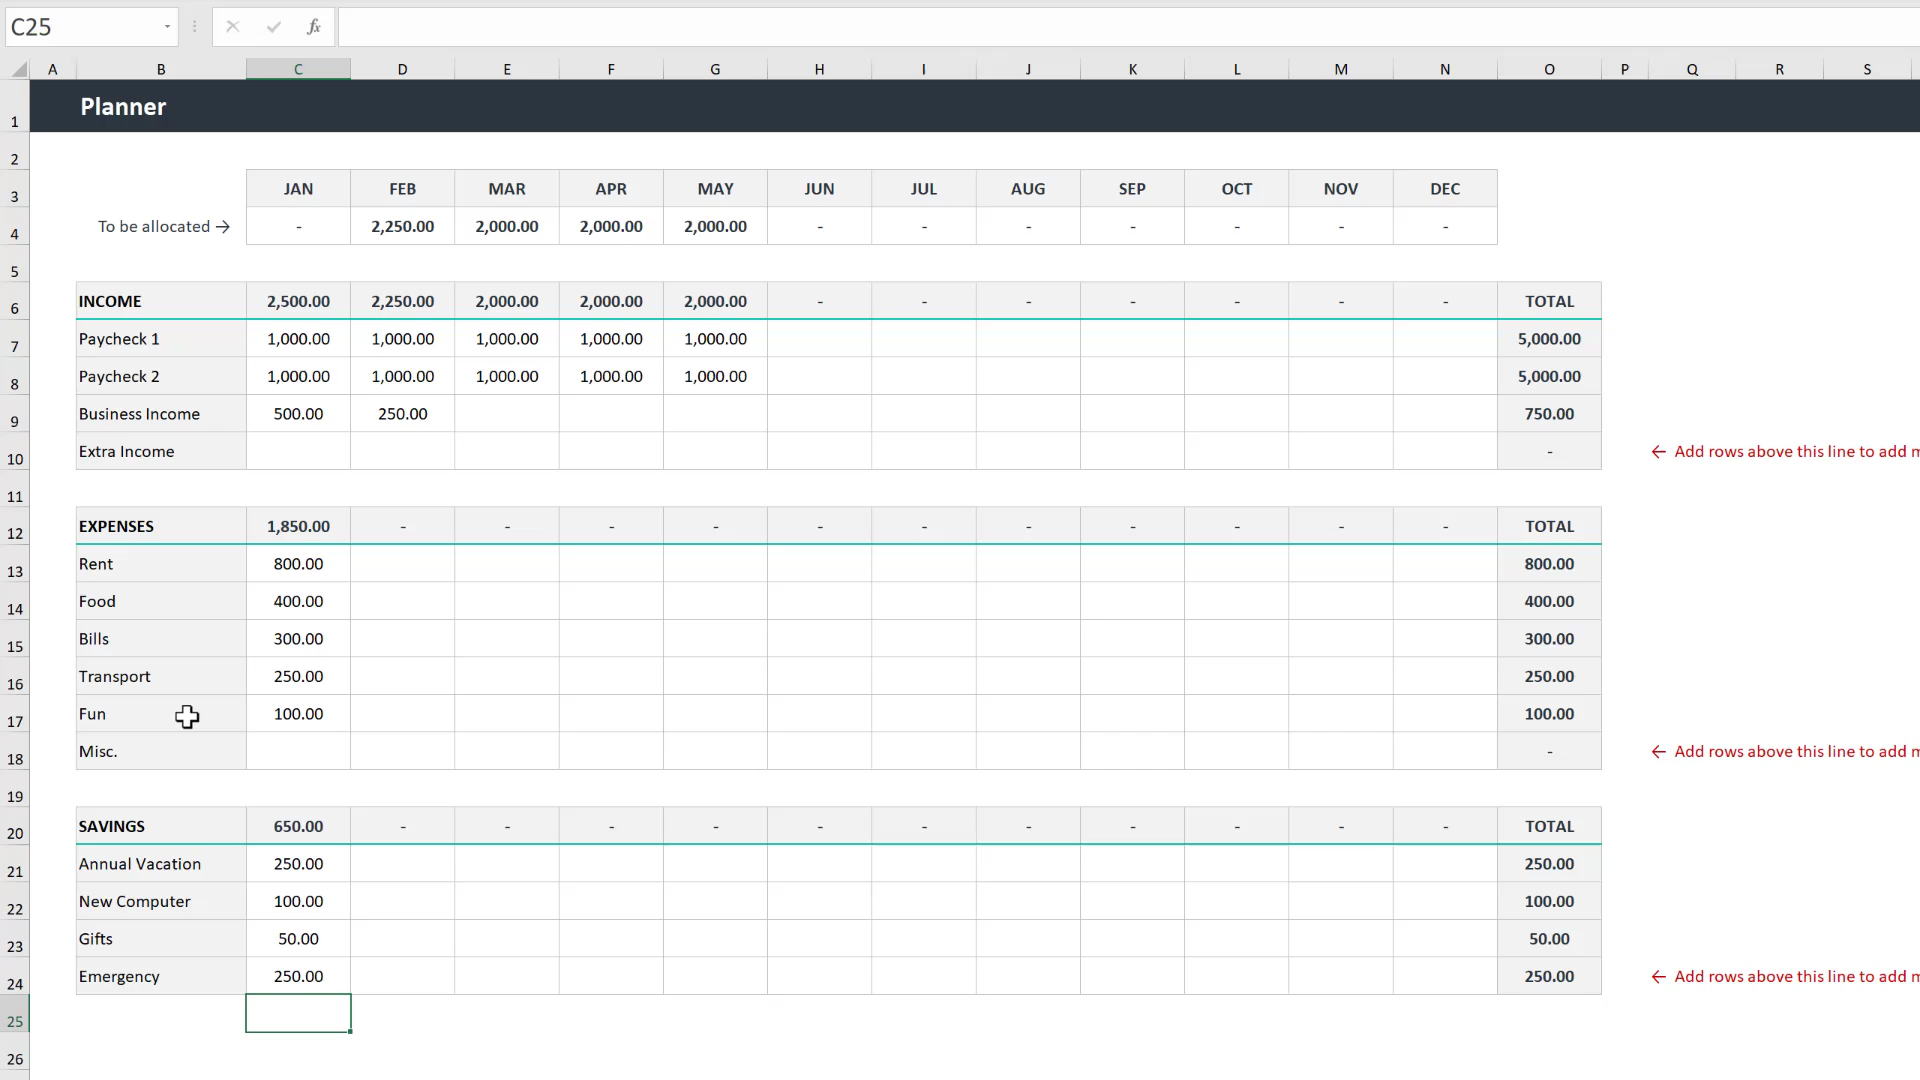 C25
fx
A B C D E F G H I J K L M N O P Q R S
1 Planner
2
3 JAN FEB MAR APR MAY JUN JUL AUG SEP OCT NOV DEC
4 To be allocated → - 2,250.00 2,000.00 2,000.00 2,000.00 - - - - - - -
5
6 INCOME 2,500.00 2,250.00 2,000.00 2,000.00 2,000.00 - - - - - - - TOTAL
7 Paycheck 1 1,000.00 1,000.00 1,000.00 1,000.00 1,000.00 5,000.00
8 Paycheck 2 1,000.00 1,000.00 1,000.00 1,000.00 1,000.00 5,000.00
9 Business Income 500.00 250.00 750.00
10 Extra Income - ← Add rows above this line to add
11
12 EXPENSES 1,850.00 - - - - - - - - - - - TOTAL
13 Rent 800.00 800.00
14 Food 400.00 400.00
15 Bills 300.00 300.00
16 Transport 250.00 250.00
17 Fun 100.00 100.00
18 Misc. - ← Add rows above this line to add
19
20 SAVINGS 650.00 - - - - - - - - - - - TOTAL
21 Annual Vacation 250.00 250.00
22 New Computer 100.00 100.00
23 Gifts 50.00 50.00
24 Emergency 250.00 250.00 ← Add rows above this line to add
25
26